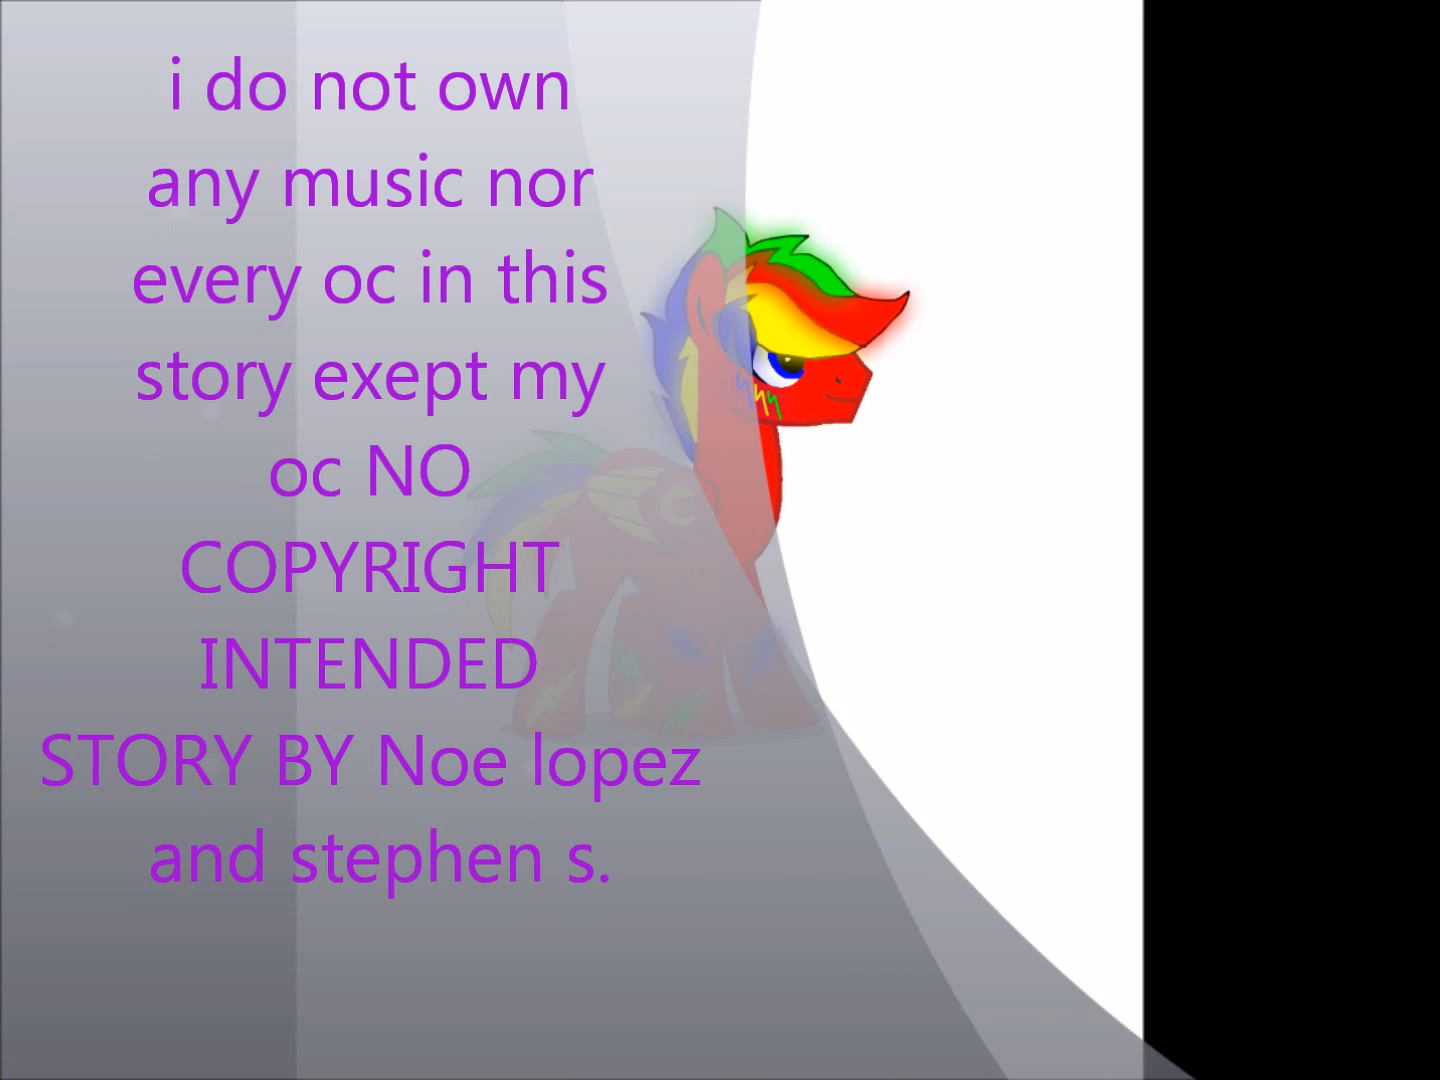 i do not own
any music nor
every oc in this
story exept my
oc NO
COPYRIGHT
INTENDED
STORY BY Noe lopez
and stephen s.